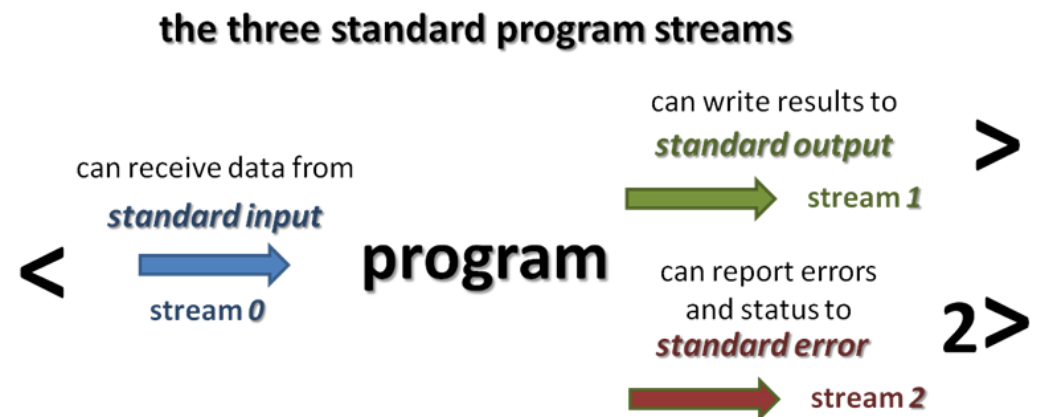 the three standard program streams
can receive data from
standard input
<
stream 0
program
can write results to
standard output
>
stream 1
can report errors
and status to
standard error
2>
stream 2